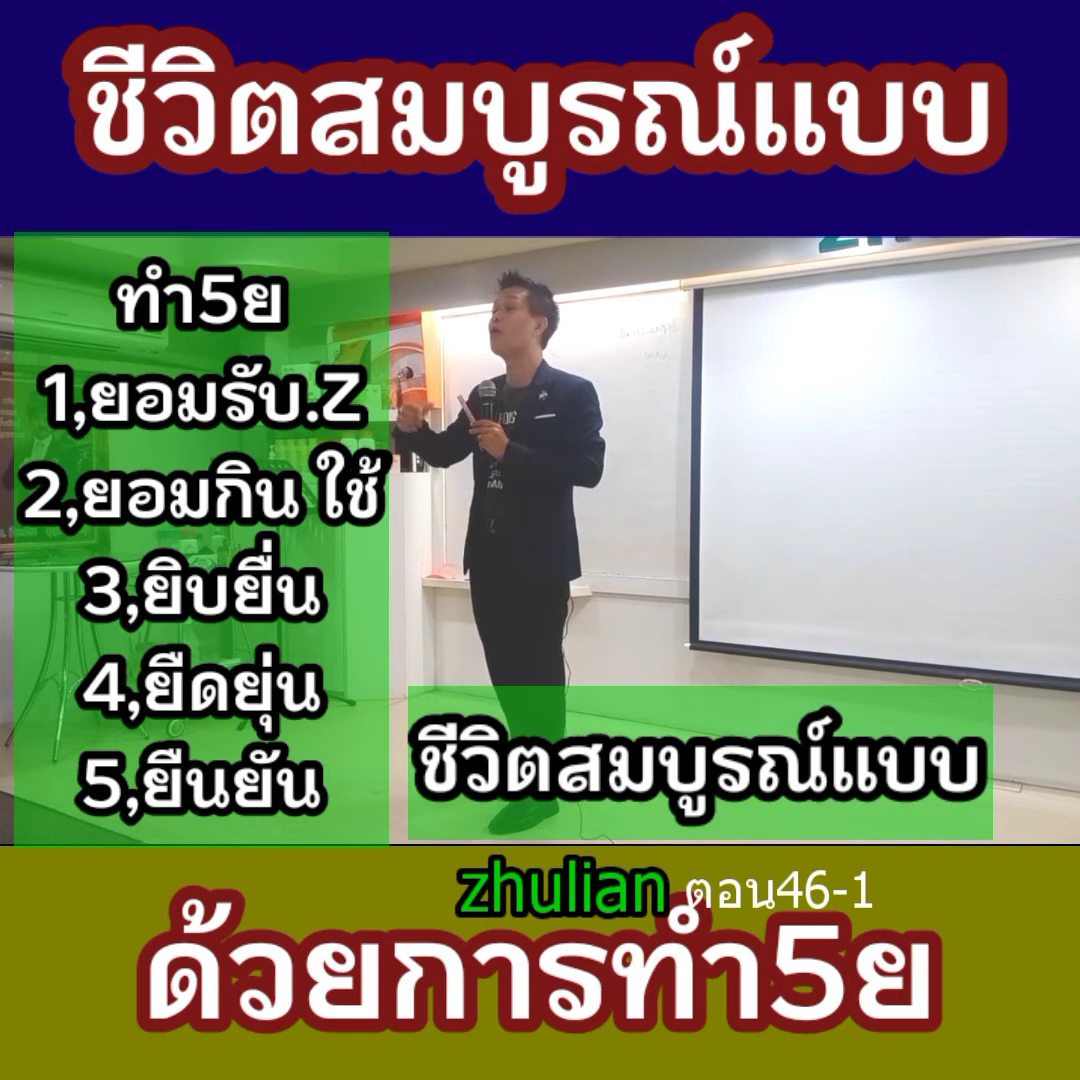 ชีวิตสมบูรณ์แบบ
ทำ5ย
1,ยอมรับ.Z
2,ยอมกิน ใช้
3,ยิบยื่น
4,ยืดยุ่น
5,ยืนยัน
ชีวิตสมบูรณ์แบบ
zhulian ตอน46-1
ด้วยการทำ5ย